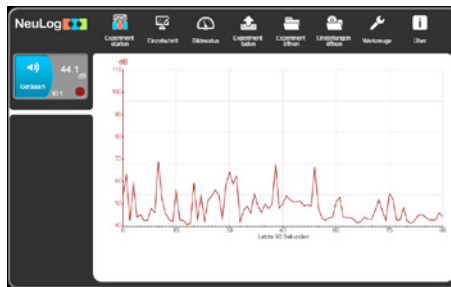 NeuLog
Experiment starten
Einzelschritt
Bildmodus
Experiment laden
Experiment öffnen
Einstellungen öffnen
Werkzeuge
Über
44.1
dB
Geräusch
ID 1
dB
110
100
90
80
70
60
50
40
0
15
30
45
60
75
90
Letzte 90 Sekunden